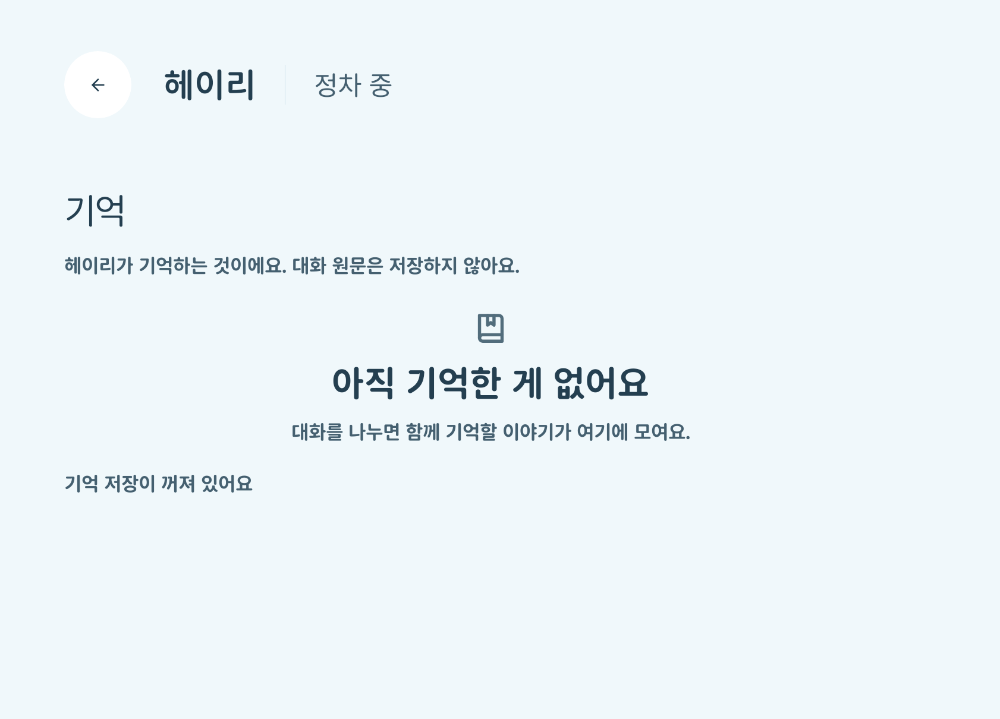 헤이리
정차 중
기억
헤이리가 기억하는 것이에요. 대화 원문은 저장하지 않아요.
아직 기억한 게 없어요
대화를 나누면 함께 기억할 이야기가 여기에 모여요.
기억 저장이 꺼져 있어요